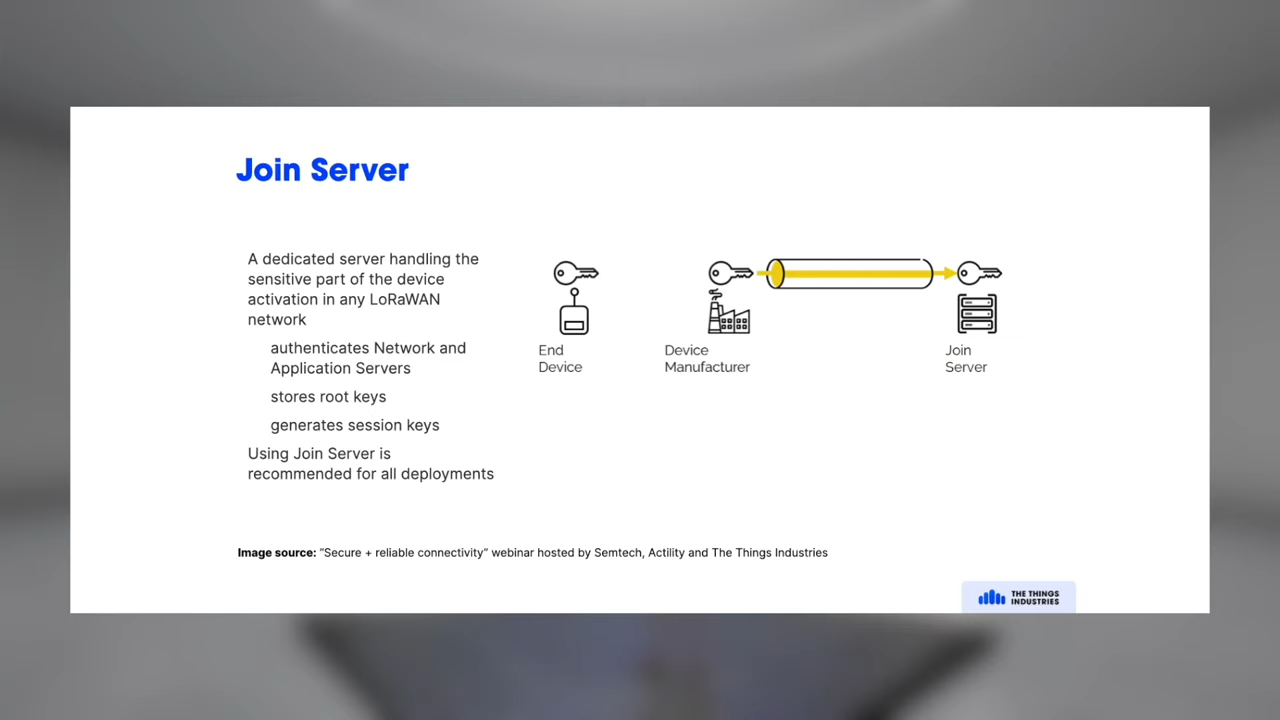 Join Server
A dedicated server handling the
sensitive part of the device
activation in any LoRaWAN
network
authenticates Network and
Application Servers
stores root keys
generates session keys
Using Join Server is
recommended for all deployments
End
Device
Device
Manufacturer
Join
Server
Image source: "Secure + reliable connectivity" webinar hosted by Semtech, Actility and The Things Industries
THE THINGS
INDUSTRIES